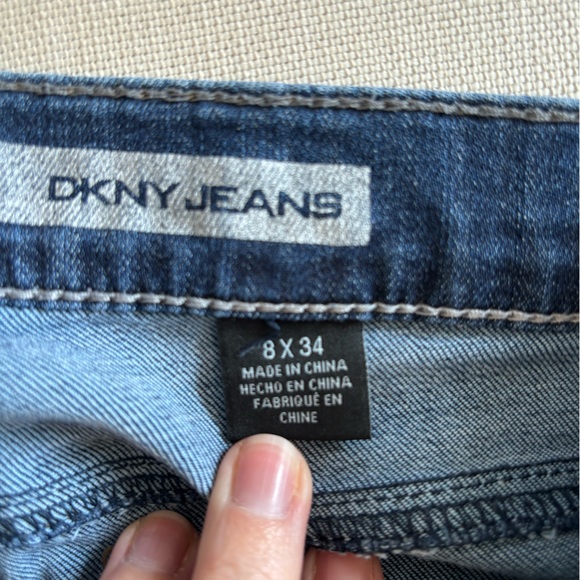 DKNY JEANS
8 X 34
MADE IN CHINA
HECHO EN CHINA
FABRIQUÉ EN
CHINE